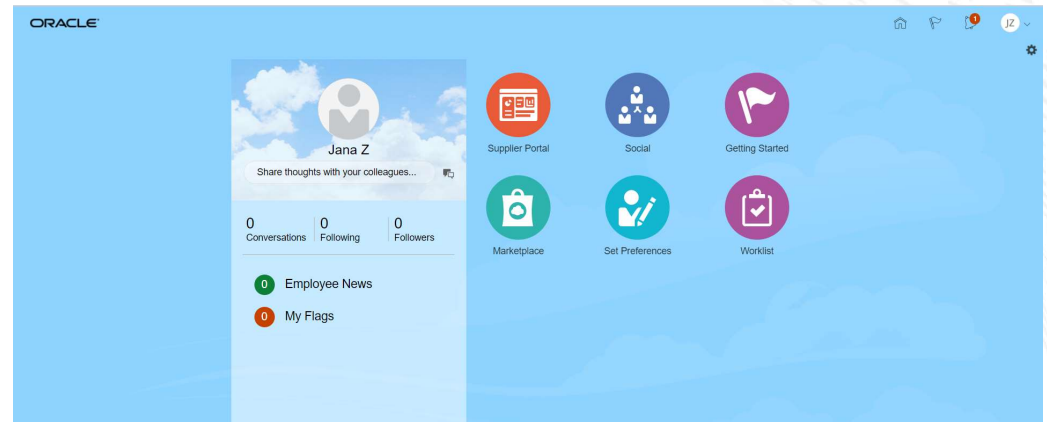 ORACLE
1
JZ
Jana Z
Share thoughts with your colleagues...
0 0 0
Conversations Following Followers
0 Employee News
0 My Flags
Supplier Portal Social Getting Started
Marketplace Set Preferences Worklist